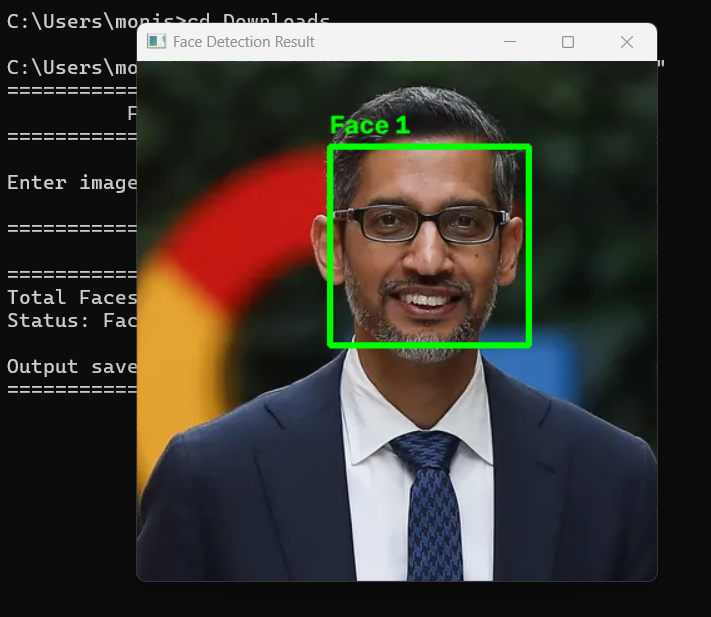 C:\Users\monis>cd Downloads
Face Detection Result
C:\Users\mo
"
==========
F
==========
Face 1
Enter image
==========
==========
Total Faces
Status: Fac
Output save
==========